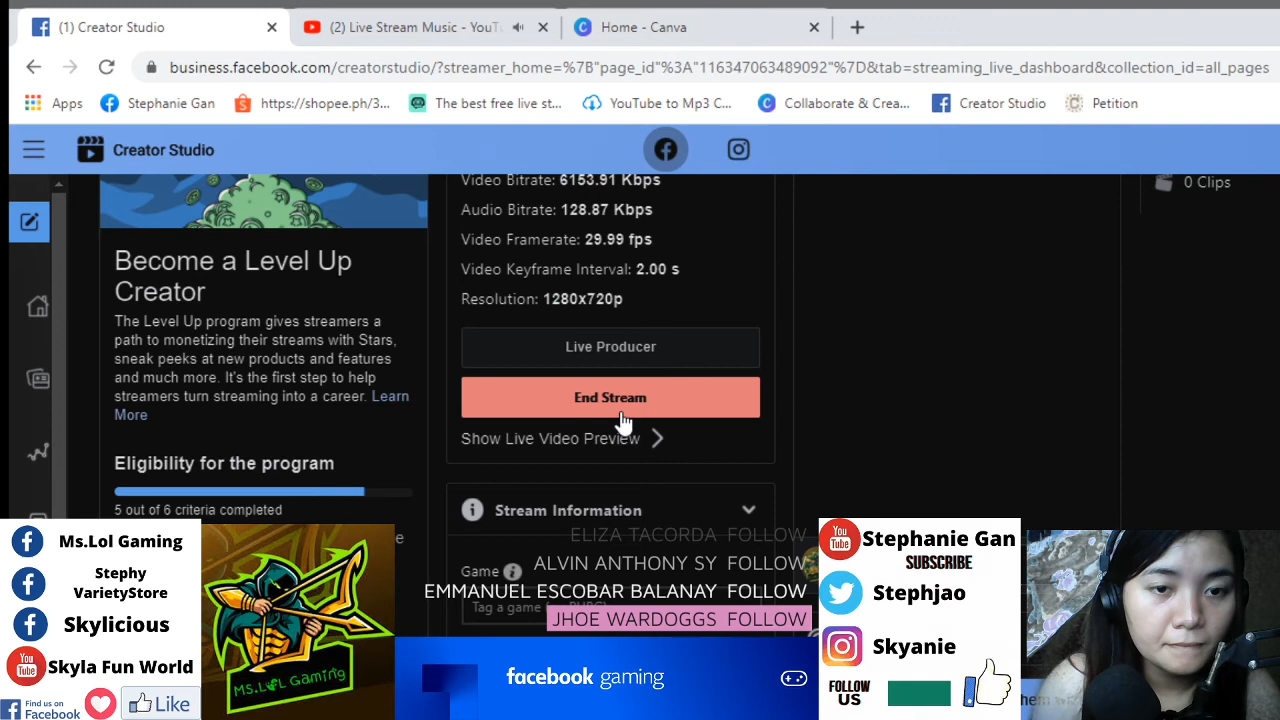 (1) Creator Studio
(2) Live Stream Music - YouT
Home - Canva
business.facebook.com/creatorstudio/?streamer_home=%7B"page_id"%3A"116347063489092"%7D&tab=streaming_live_dashboard&collection_id=all_pages
Apps
Stephanie Gan
https://shopee.ph/3...
The best free live st...
YouTube to Mp3 C...
Collaborate & Crea...
Creator Studio
Petition
Creator Studio
Video Bitrate: 6153.91 Kbps
Audio Bitrate: 128.87 Kbps
Video Framerate: 29.99 fps
Video Keyframe Interval: 2.00 s
Resolution: 1280x720p
Live Producer
End Stream
Show Live Video Preview
0 Clips
Become a Level Up
Creator
The Level Up program gives streamers a
path to monetizing their streams with Stars,
sneak peeks at new products and features
and much more. It's the first step to help
streamers turn streaming into a career. Learn
More
Eligibility for the program
5 out of 6 criteria completed
Stream Information
Game
Tag a game
ELIZA TACORDA FOLLOW
ALVIN ANTHONY SY FOLLOW
EMMANUEL ESCOBAR BALANAY FOLLOW
JHOE WARDOGGS FOLLOW
Ms.Lol Gaming
Stephy
VarietyStore
Skylicious
You
Tube
Skyla Fun World
Find us on
Facebook
Like
MS.LOL GAMING
facebook gaming
You
Tube
Stephanie Gan
SUBSCRIBE
Stephjao
Skyanie
FOLLOW
US